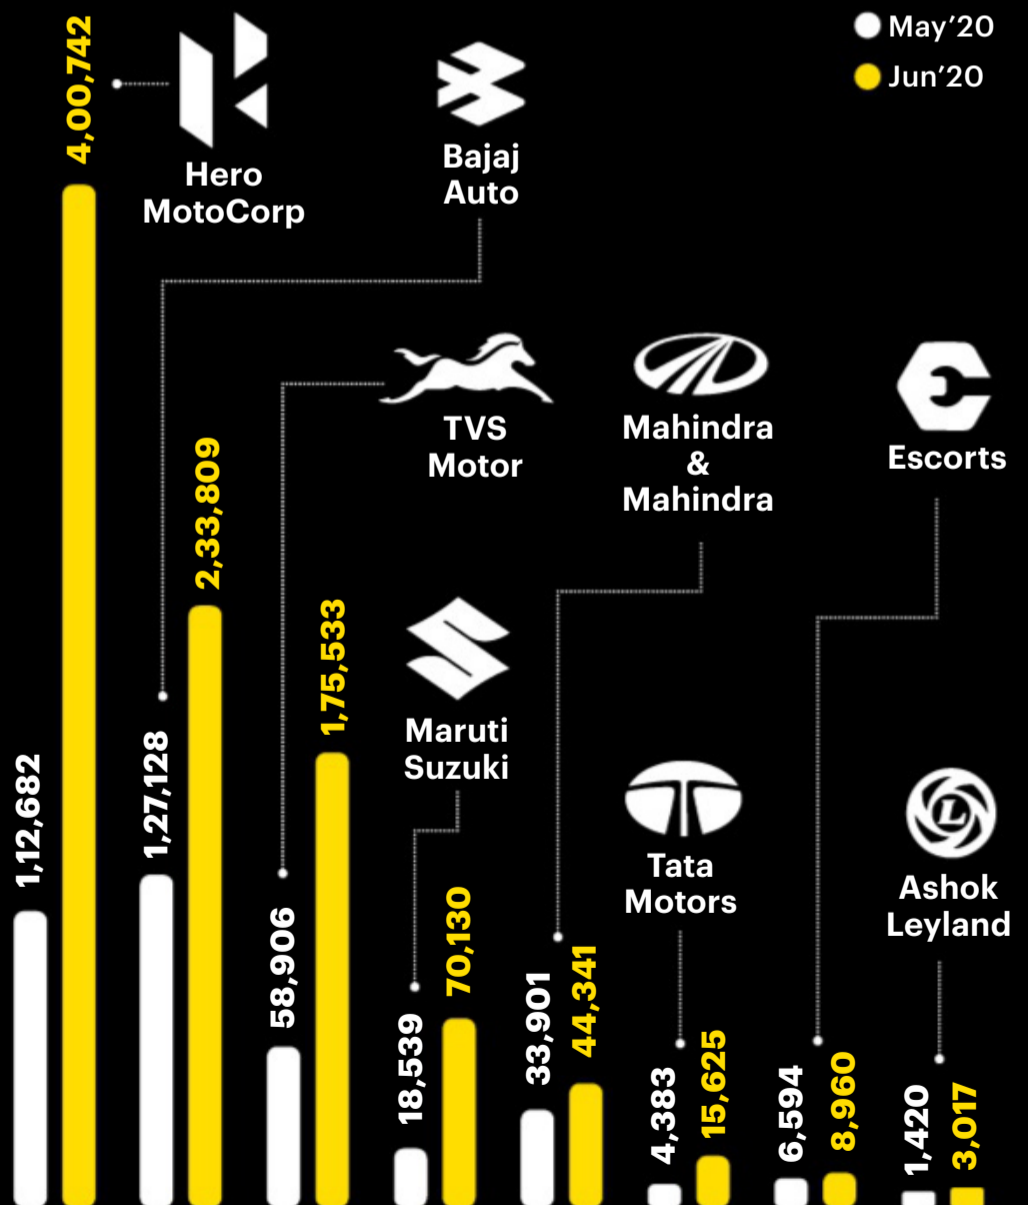 May'20
Jun'20
Hero
MotoCorp
1,12,682
4,00,742
Bajaj
Auto
1,27,128
2,33,809
TVS
Motor
58,906
1,75,533
Maruti
Suzuki
18,539
70,130
Mahindra
&
Mahindra
33,901
44,341
Tata
Motors
4,383
15,625
Escorts
6,594
8,960
L
Ashok
Leyland
1,420
3,017